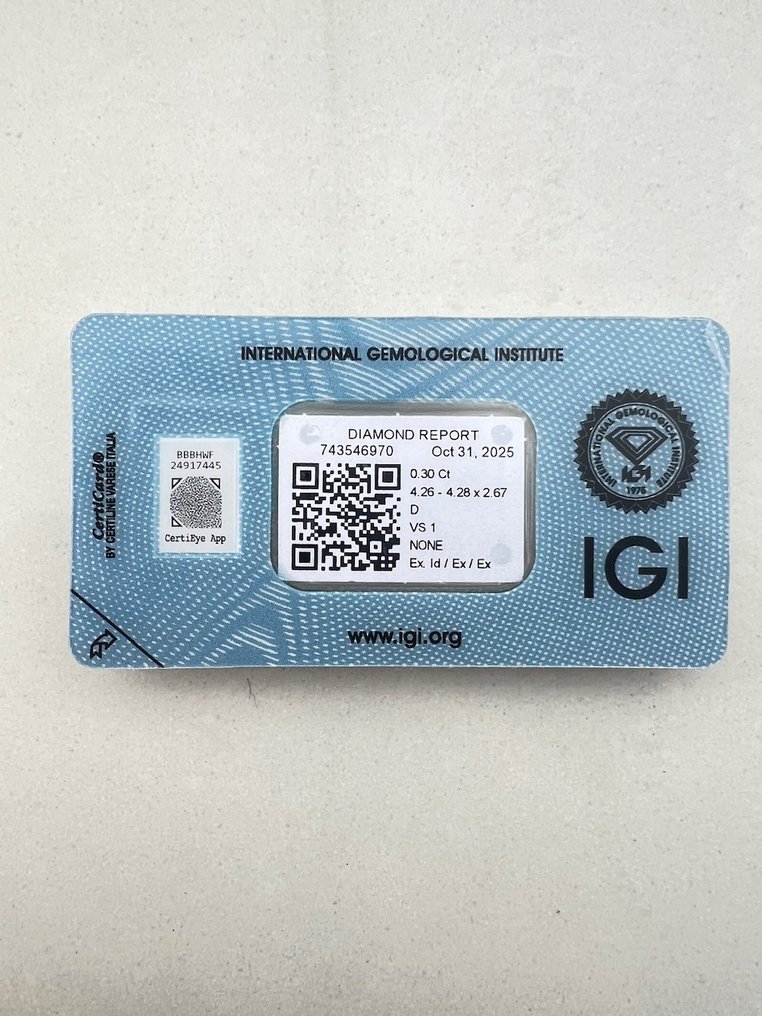 INTERNATIONAL GEMOLOGICAL INSTITUTE
CertiCard®
BY CERTILINE VARESE ITALIA
BBBHWF
24917445
CertiEye App
DIAMOND REPORT
743546970 Oct 31, 2025
0.30 Ct
4.26 - 4.28 x 2.67
D
VS 1
NONE
Ex. Id / Ex / Ex
INTERNATIONAL GEMOLOGICAL INSTITUTE
IGI
1975
IGI
www.igi.org